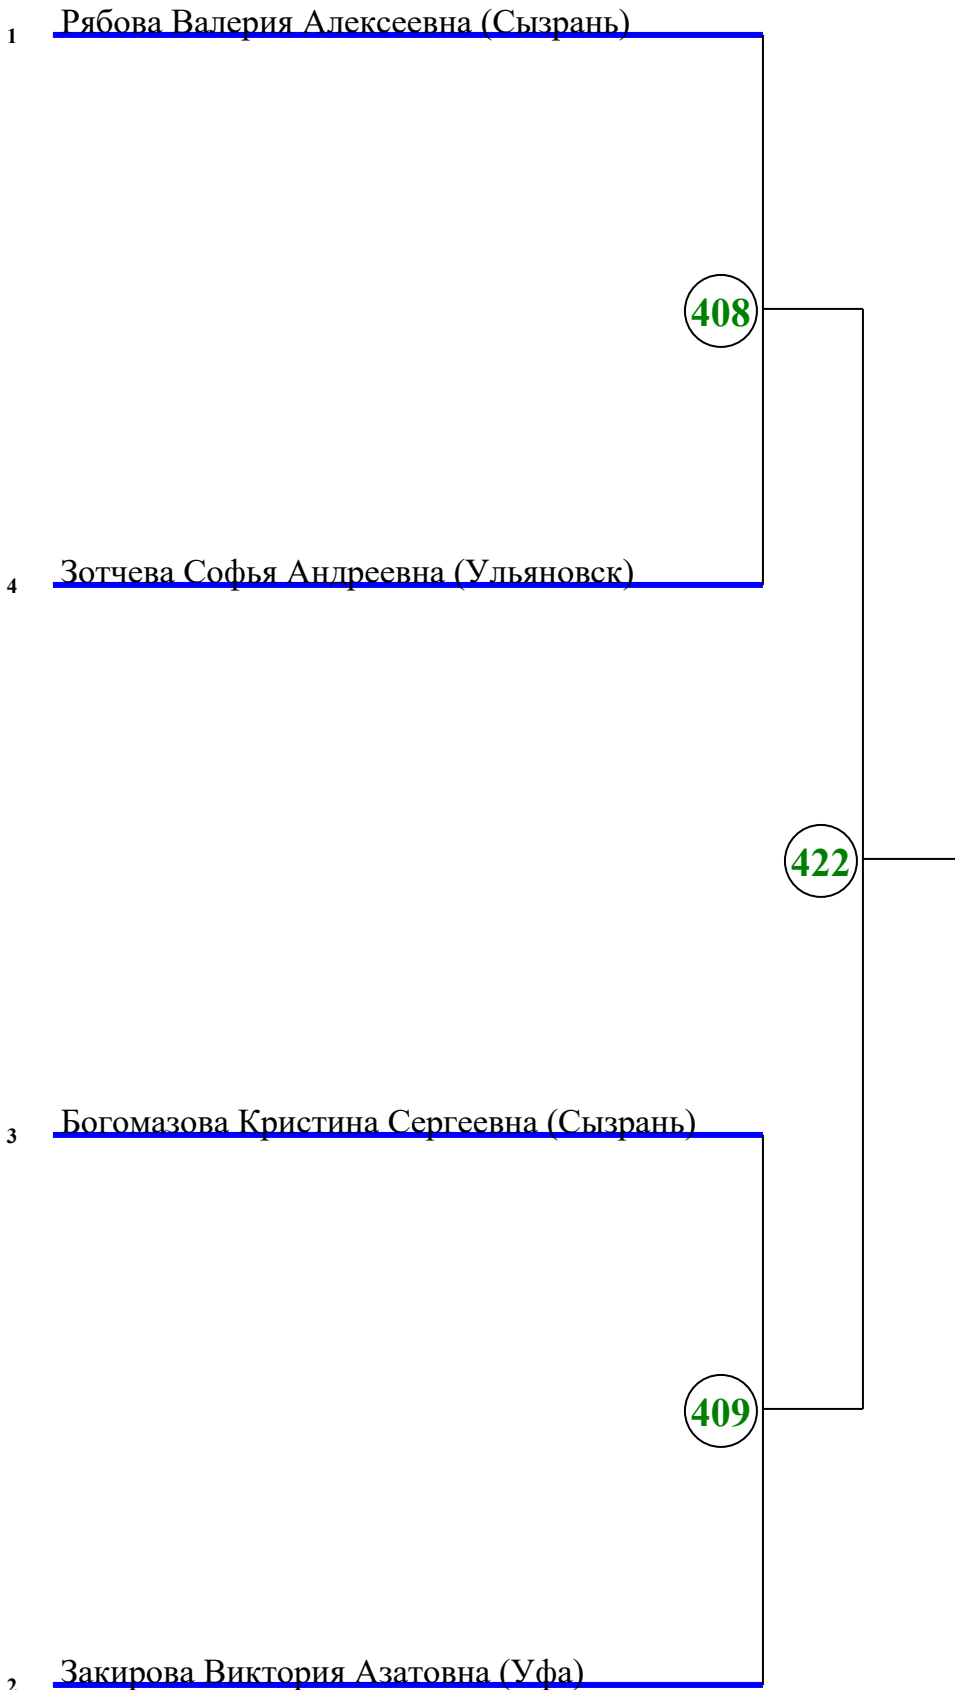 1 Рябова Валерия Алексеевна (Сызрань)
408
4 Зотчева Софья Андреевна (Ульяновск)
422
3 Богомазова Кристина Сергеевна (Сызрань)
409
2 Закирова Виктория Азатовна (Уфа)